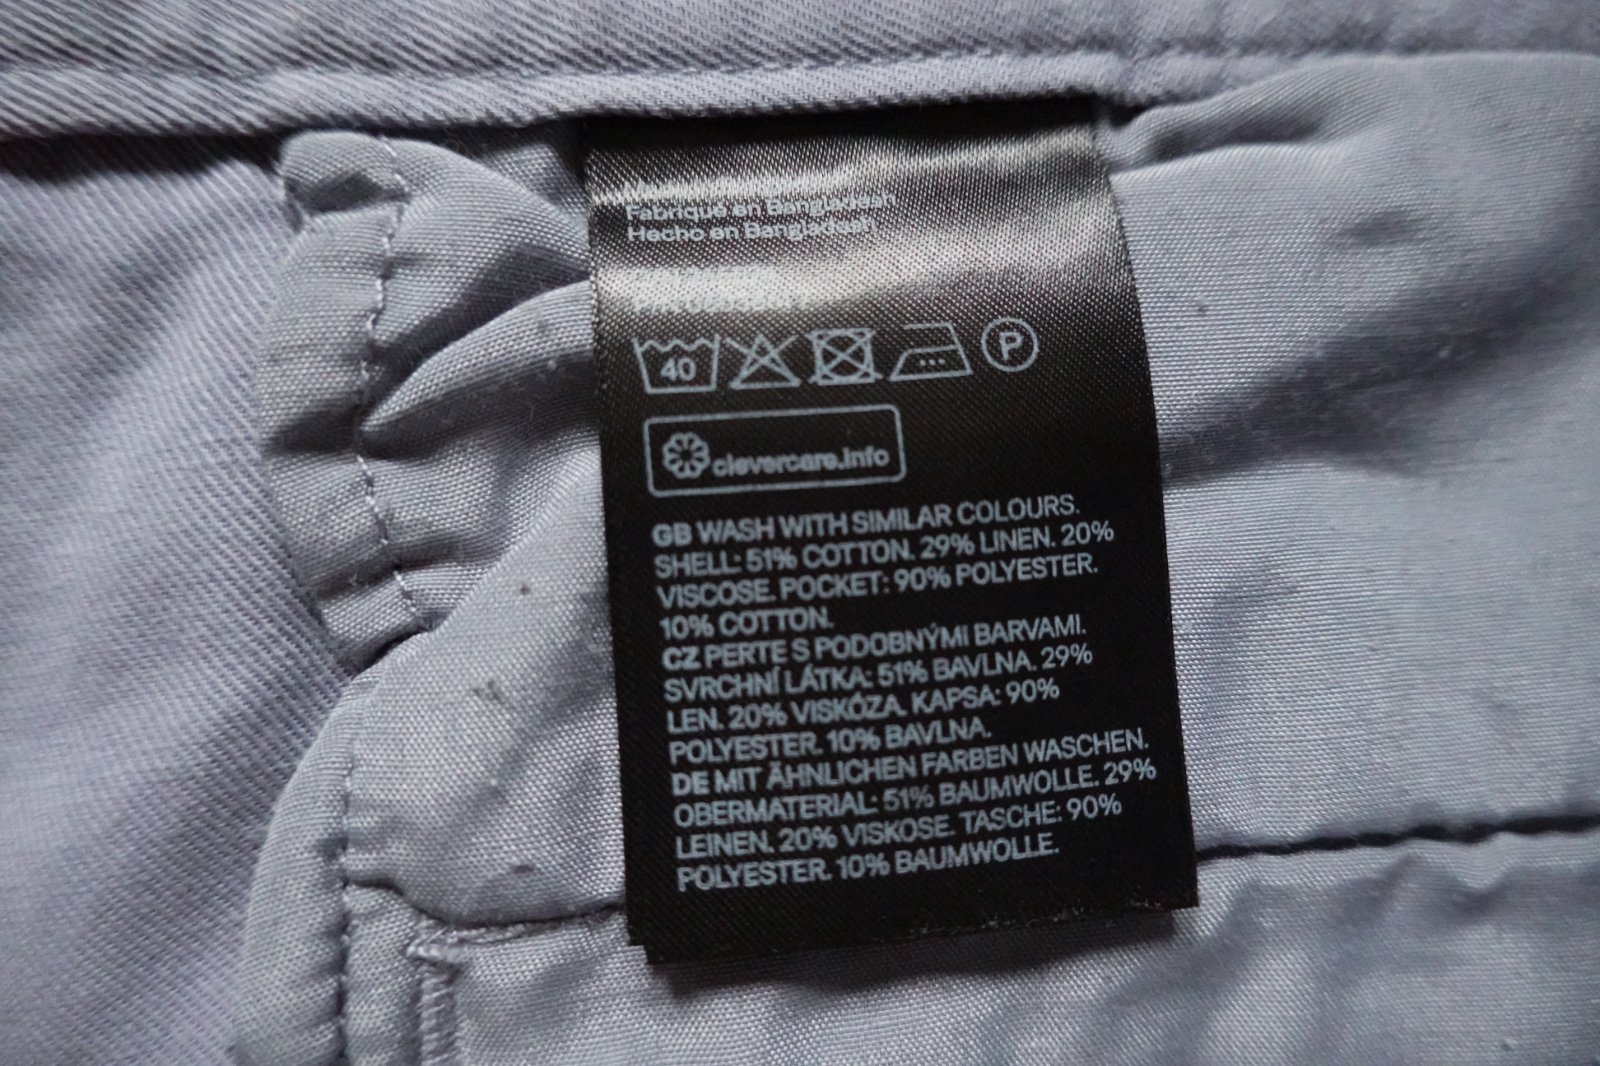 Fabriqué en Bangladesh
Hecho en Bangladesh
40 P
clevercare.info
GB WASH WITH SIMILAR COLOURS.
SHELL: 51% COTTON. 29% LINEN. 20%
VISCOSE. POCKET: 90% POLYESTER.
10% COTTON.
CZ PERTE S PODOBNÝMI BARVAMI.
SVRCHNÍ LÁTKA: 51% BAVLNA. 29%
LEN. 20% VISKÓZA. KAPSA: 90%
POLYESTER. 10% BAVLNA.
DE MIT ÄHNLICHEN FARBEN WASCHEN.
OBERMATERIAL: 51% BAUMWOLLE. 29%
LEINEN. 20% VISKOSE. TASCHE: 90%
POLYESTER. 10% BAUMWOLLE.